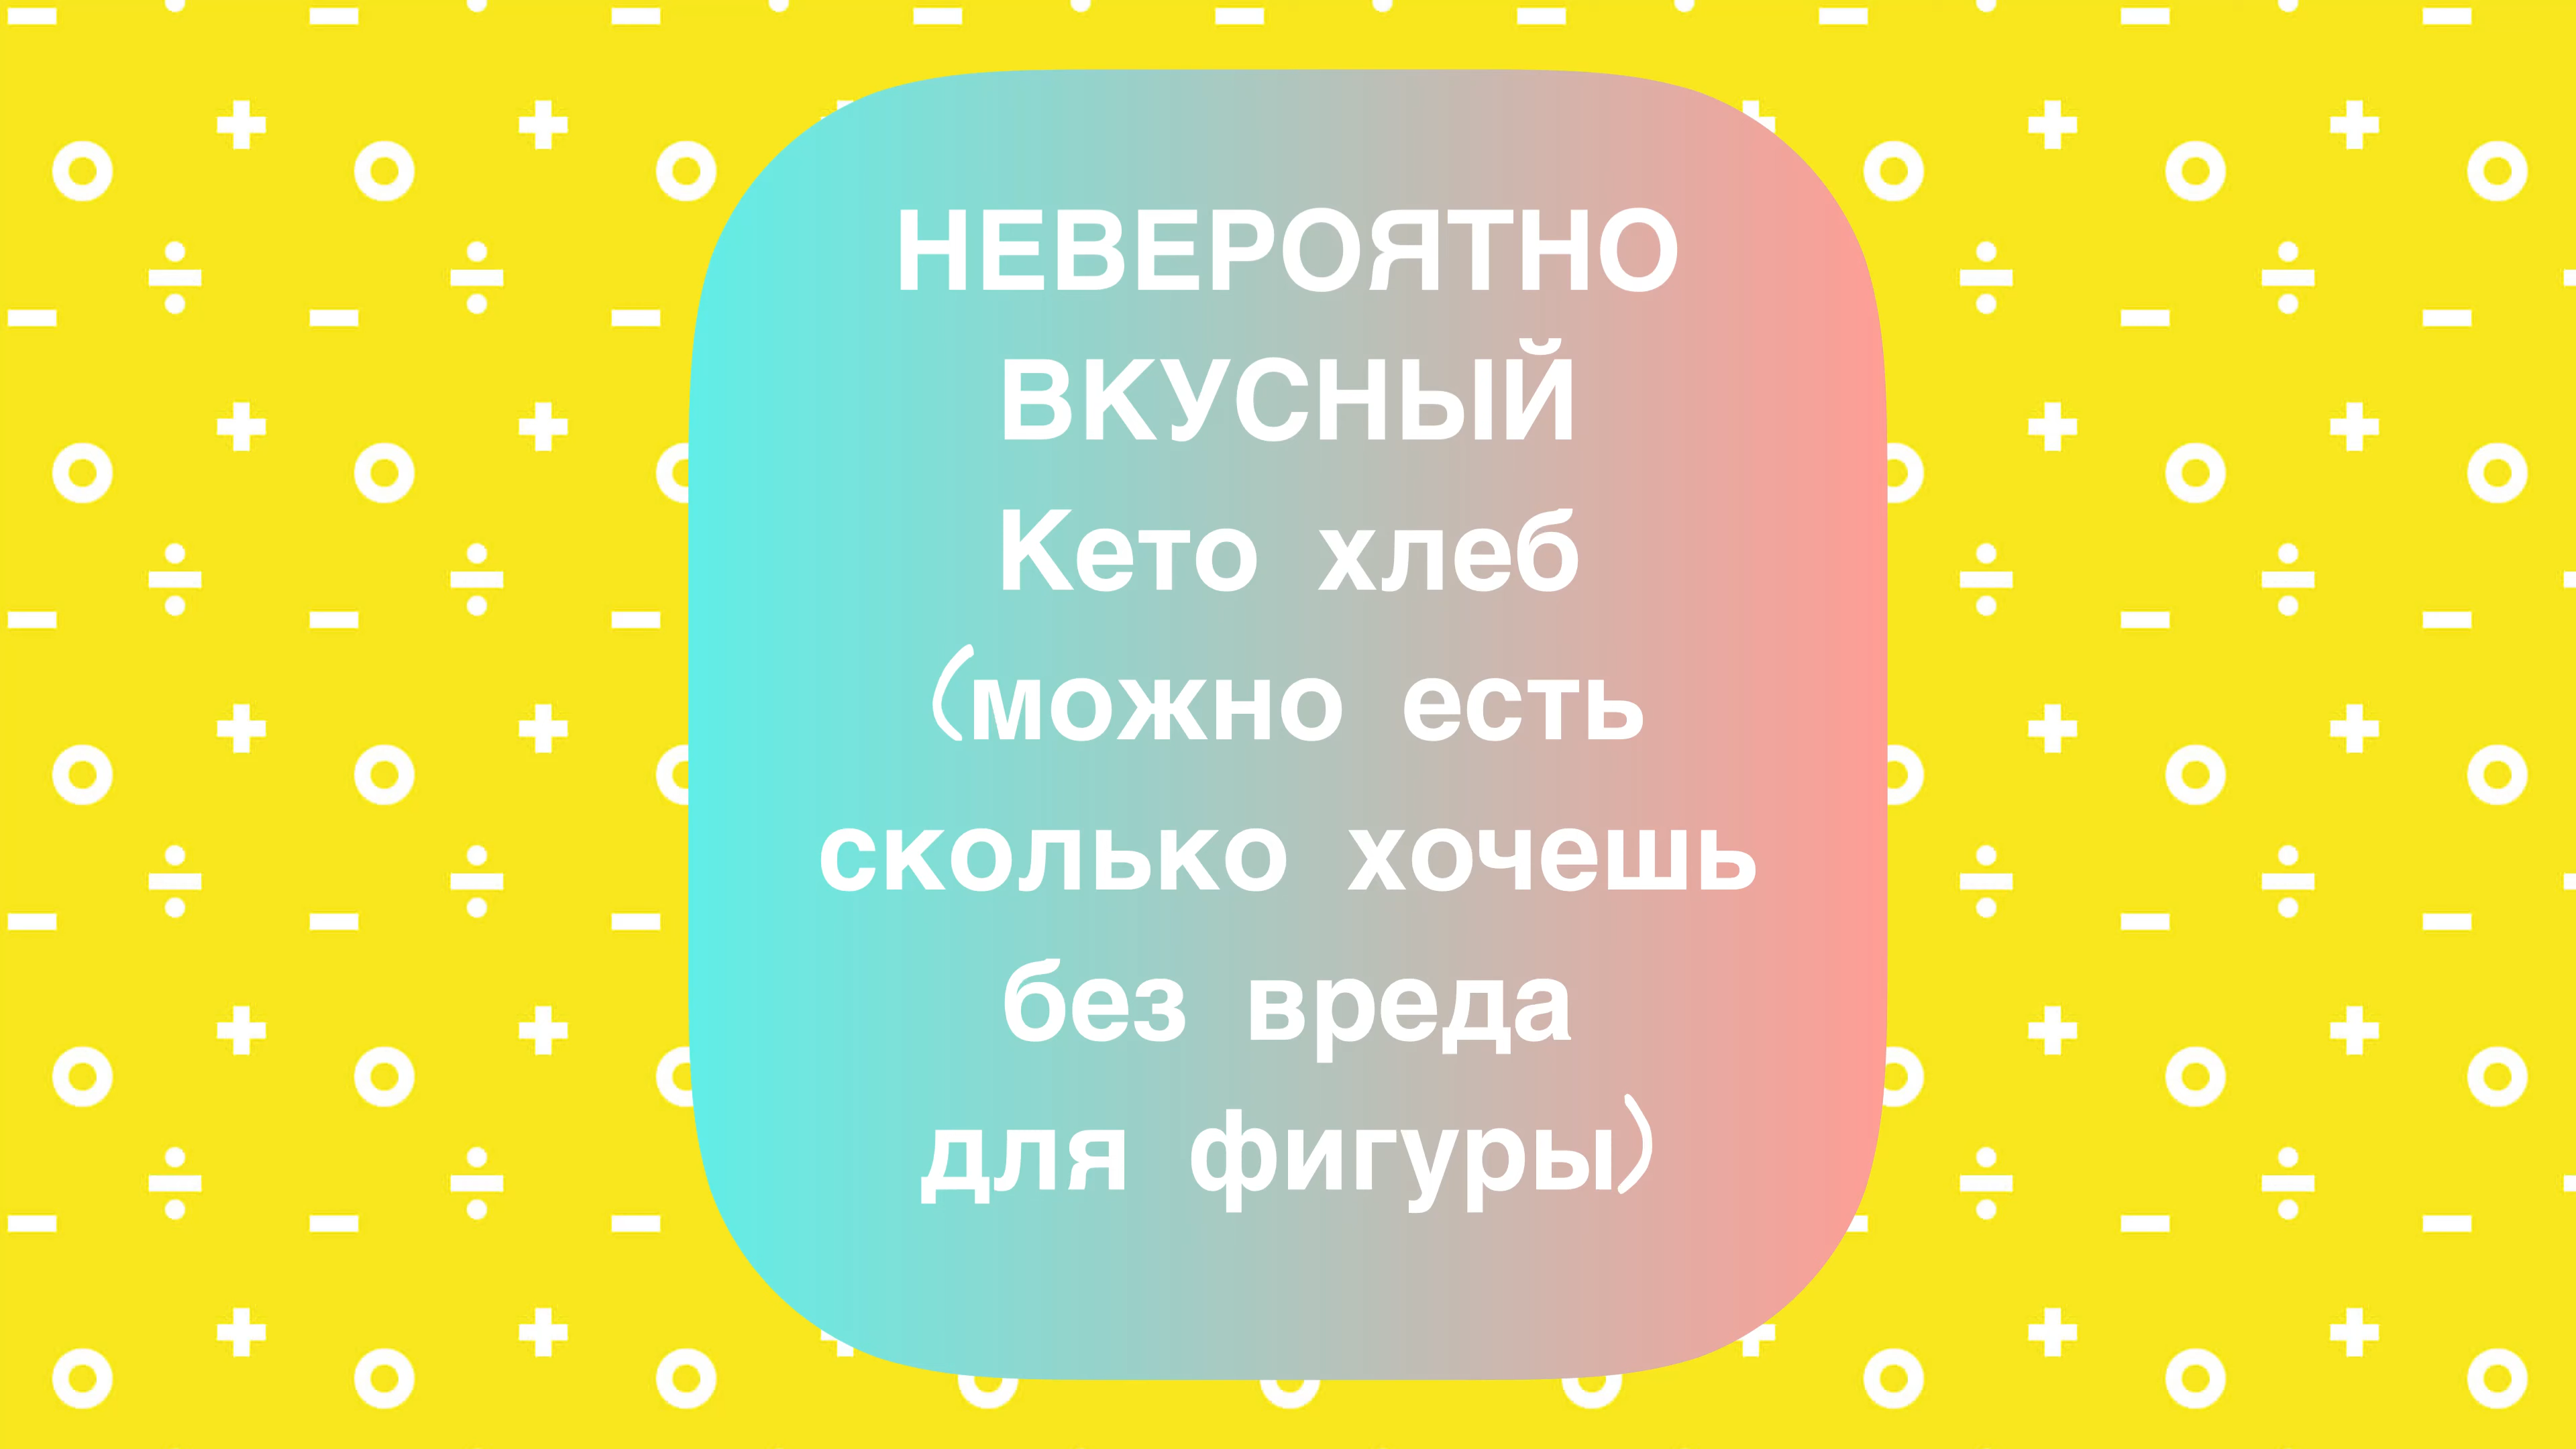 НЕВЕРОЯТНО
ВКУСНЫЙ
Кето хлеб
(можно есть
сколько хочешь
без вреда
для фигуры)